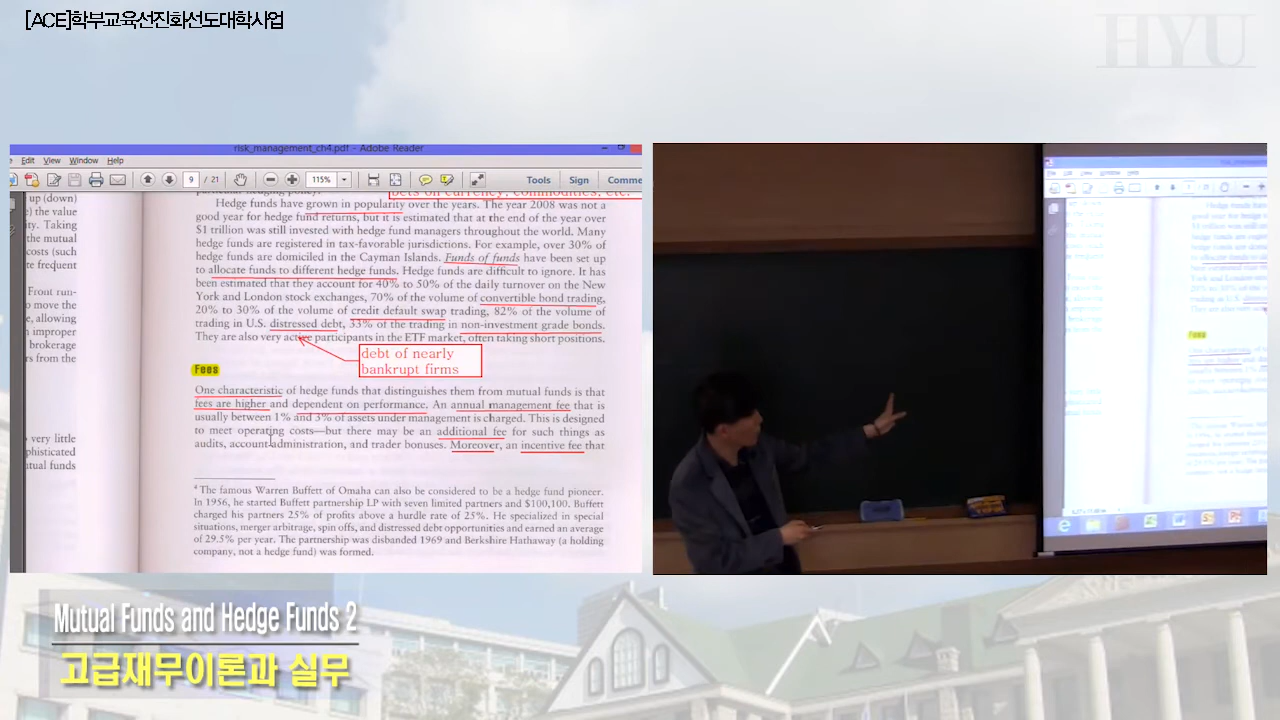 [ACE]학부교육선진화선도대학사업
HYU
risk_management_ch4.pdf - Adobe Reader
Edit View Window Help
9 / 21 115% Tools Sign Comme
bets on currency, commodities, etc.
up (down)
) the value
ity. Taking
the mutual
costs (such
te frequent
Front run-
o move the
e, allowing
improper
brokerage
rs from the
very little
phisticated
tual funds
Hedge funds have grown in popularity over the years. The year 2008 was not a
good year for hedge fund returns, but it is estimated that at the end of the year over
$1 trillion was still invested with hedge fund managers throughout the world. Many
hedge funds are registered in tax-favorable jurisdictions. For example, over 30% of
hedge funds are domiciled in the Cayman Islands. Funds of funds have been set up
to allocate funds to different hedge funds. Hedge funds are difficult to ignore. It has
been estimated that they account for 40% to 50% of the daily turnover on the New
York and London stock exchanges, 70% of the volume of convertible bond trading,
20% to 30% of the volume of credit default swap trading, 82% of the volume of
trading in U.S. distressed debt, 33% of the trading in non-investment grade bonds.
They are also very active participants in the ETF market, often taking short positions.
debt of nearly
bankrupt firms
Fees
One characteristic of hedge funds that distinguishes them from mutual funds is that
fees are higher and dependent on performance. An annual management fee that is
usually between 1% and 3% of assets under management is charged. This is designed
to meet operating costs—but there may be an additional fee for such things as
audits, account administration, and trader bonuses. Moreover, an incentive fee that
4 The famous Warren Buffett of Omaha can also be considered to be a hedge fund pioneer.
In 1956, he started Buffett partnership LP with seven limited partners and $100,100. Buffett
charged his partners 25% of profits above a hurdle rate of 25%. He specialized in special
situations, merger arbitrage, spin offs, and distressed debt opportunities and earned an average
of 29.5% per year. The partnership was disbanded 1969 and Berkshire Hathaway (a holding
company, not a hedge fund) was formed.
Fees
Mutual Funds and Hedge Funds 2
고급재무이론과 실무